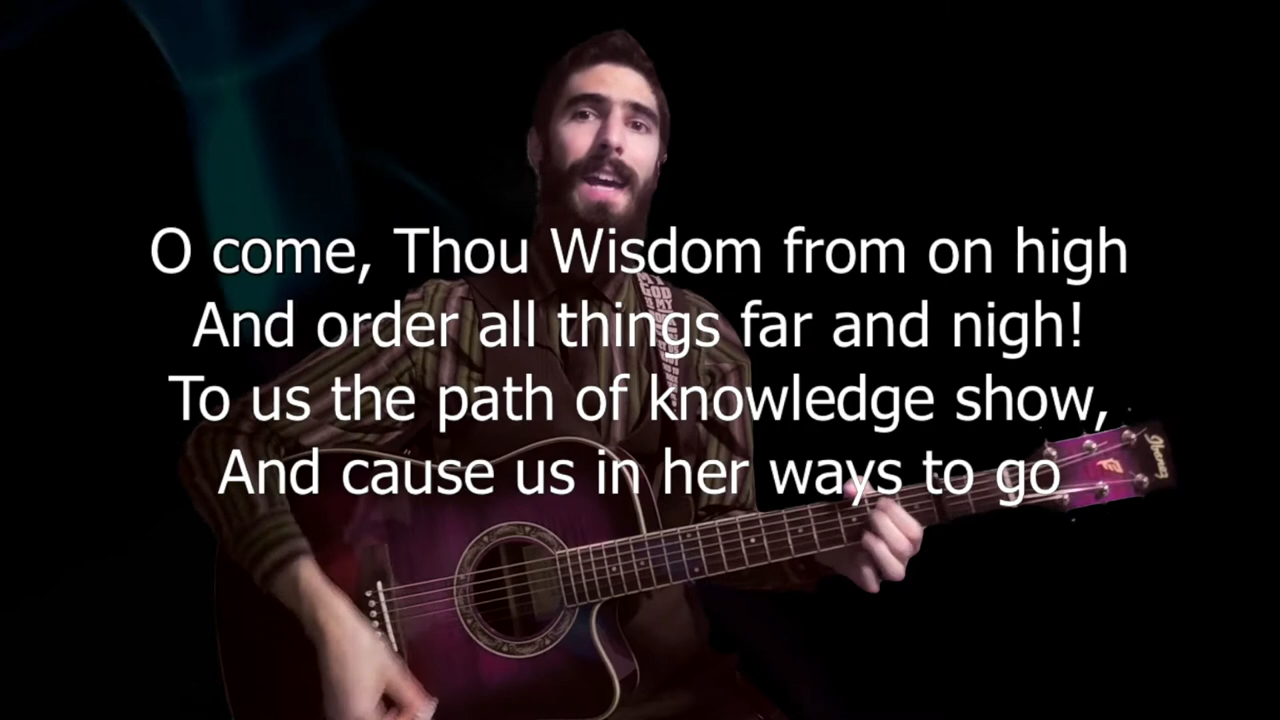 O come, Thou Wisdom from on high
And order all things far and nigh!
To us the path of knowledge show,
And cause us in her ways to go
Ibanez